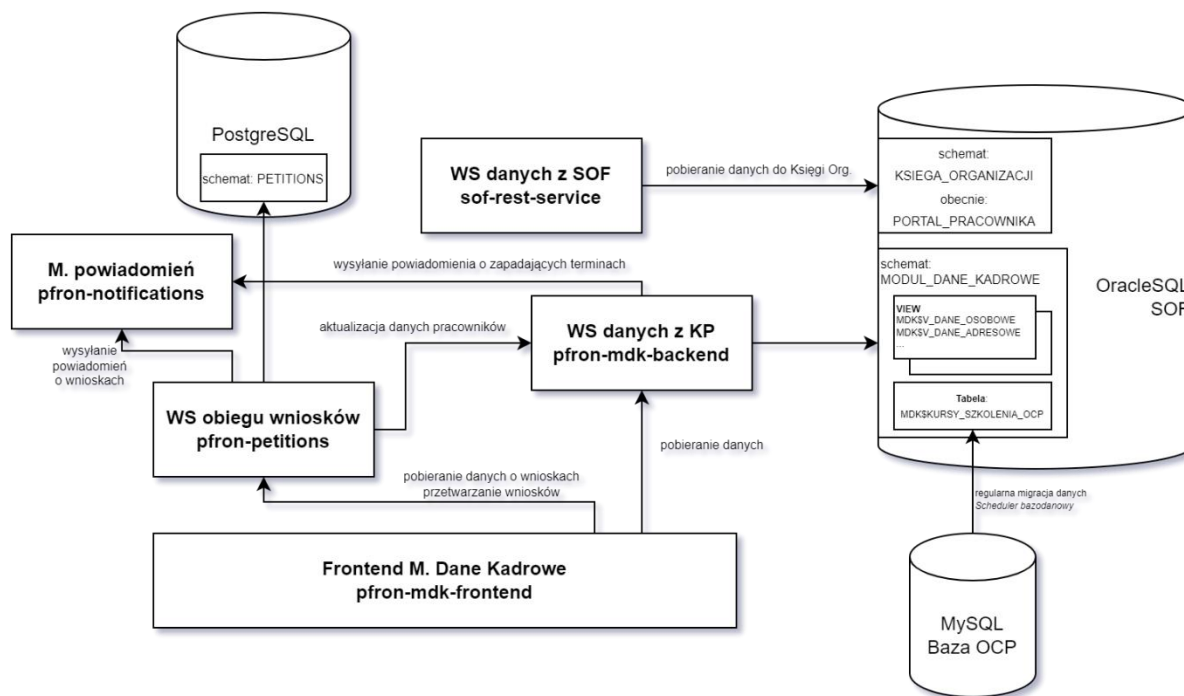 PostgreSQL
schemat: PETITIONS
WS danych z SOF
sof-rest-service
pobieranie danych do Księgi Org.
schemat:
KSIEGA_ORGANIZACJI
obecnie:
PORTAL_PRACOWNIKA
M. powiadomień
pfron-notifications
wysyłanie powiadomienia o zapadających terminach
schemat:
MODUL_DANE_KADROWE
OracleSQL
SOF
VIEW
MDK$V_DANE_OSOBOWE
MDK$V_DANE_ADRESOWE
...
aktualizacja danych pracowników
WS danych z KP
pfron-mdk-backend
wysyłanie
powiadomień
o wnioskach
Tabela:
MDK$KURSY_SZKOLENIA_OCP
WS obiegu wniosków
pfron-petitions
pobieranie danych
pobieranie danych o wnioskach
przetwarzanie wniosków
regularna migracja danych
Scheduler bazodanowy
Frontend M. Dane Kadrowe
pfron-mdk-frontend
MySQL
Baza OCP